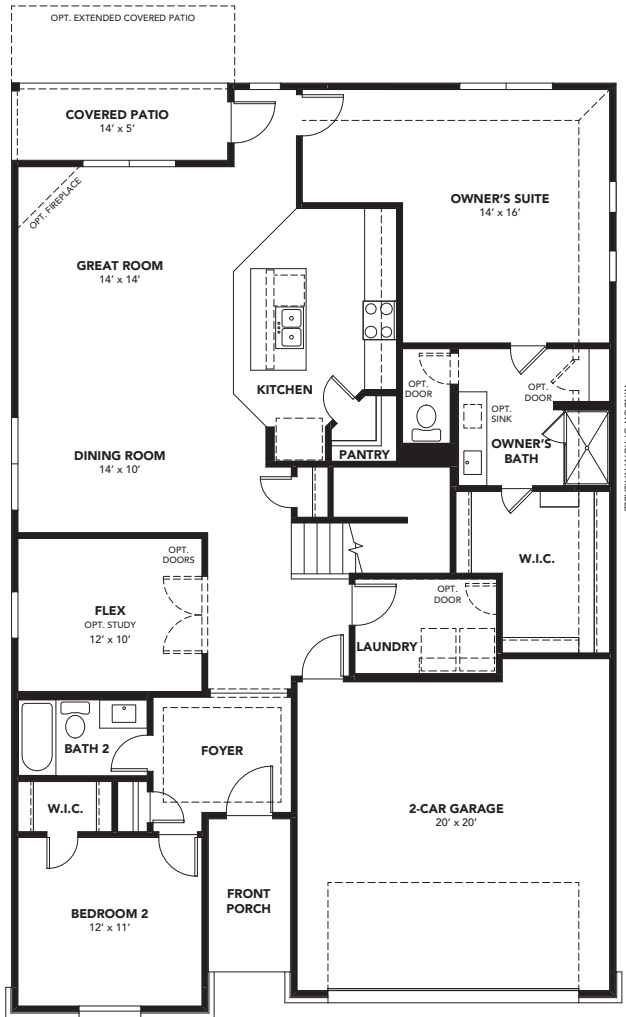 OPT. EXTENDED COVERED PATIO
COVERED PATIO
14' x 5'
OPT. FIREPLACE
OWNER'S SUITE
14' x 16'
GREAT ROOM
14' x 14'
KITCHEN
OPT.
DOOR
OPT.
DOOR
OPT.
SINK
OWNER'S
BATH
PANTRY
DINING ROOM
14' x 10'
W.I.C.
OPT.
DOORS
FLEX
OPT. STUDY
12' x 10'
OPT.
DOOR
LAUNDRY
BATH 2
FOYER
W.I.C.
2-CAR GARAGE
20' x 20'
FRONT
PORCH
BEDROOM 2
12' x 11'